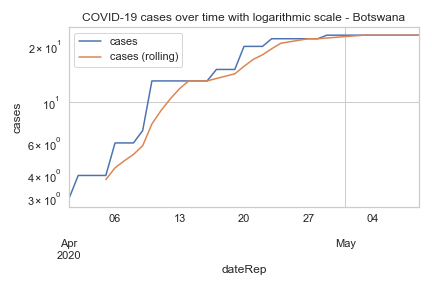 COVID-19 cases over time with logarithmic scale - Botswana
cases
cases (rolling)
2 × 10¹
10¹
6 × 10⁰
4 × 10⁰
3 × 10⁰
cases
06 13 20 27 04
Apr May
2020
dateRep